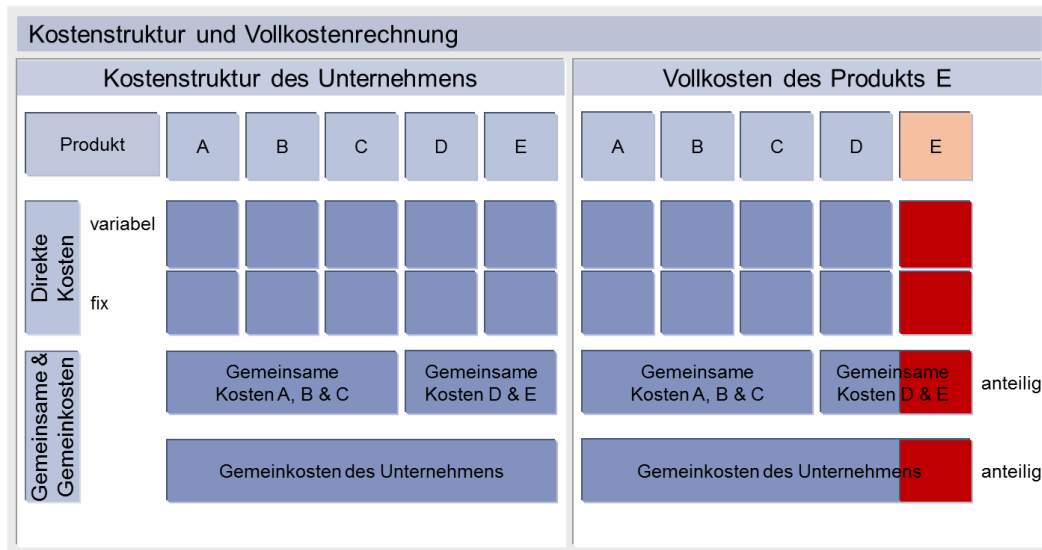 Kostenstruktur und Vollkostenrechnung
Kostenstruktur des Unternehmens
Produkt
A
B
C
D
E
Direkte
Kosten
variabel
fix
Gemeinsame &
Gemeinkosten
Gemeinsame
Kosten A, B & C
Gemeinsame
Kosten D & E
Gemeinkosten des Unternehmens
Vollkosten des Produkts E
A
B
C
D
E
Gemeinsame
Kosten A, B & C
Gemeinsame
Kosten D & E
anteilig
Gemeinkosten des Unternehmens
anteilig